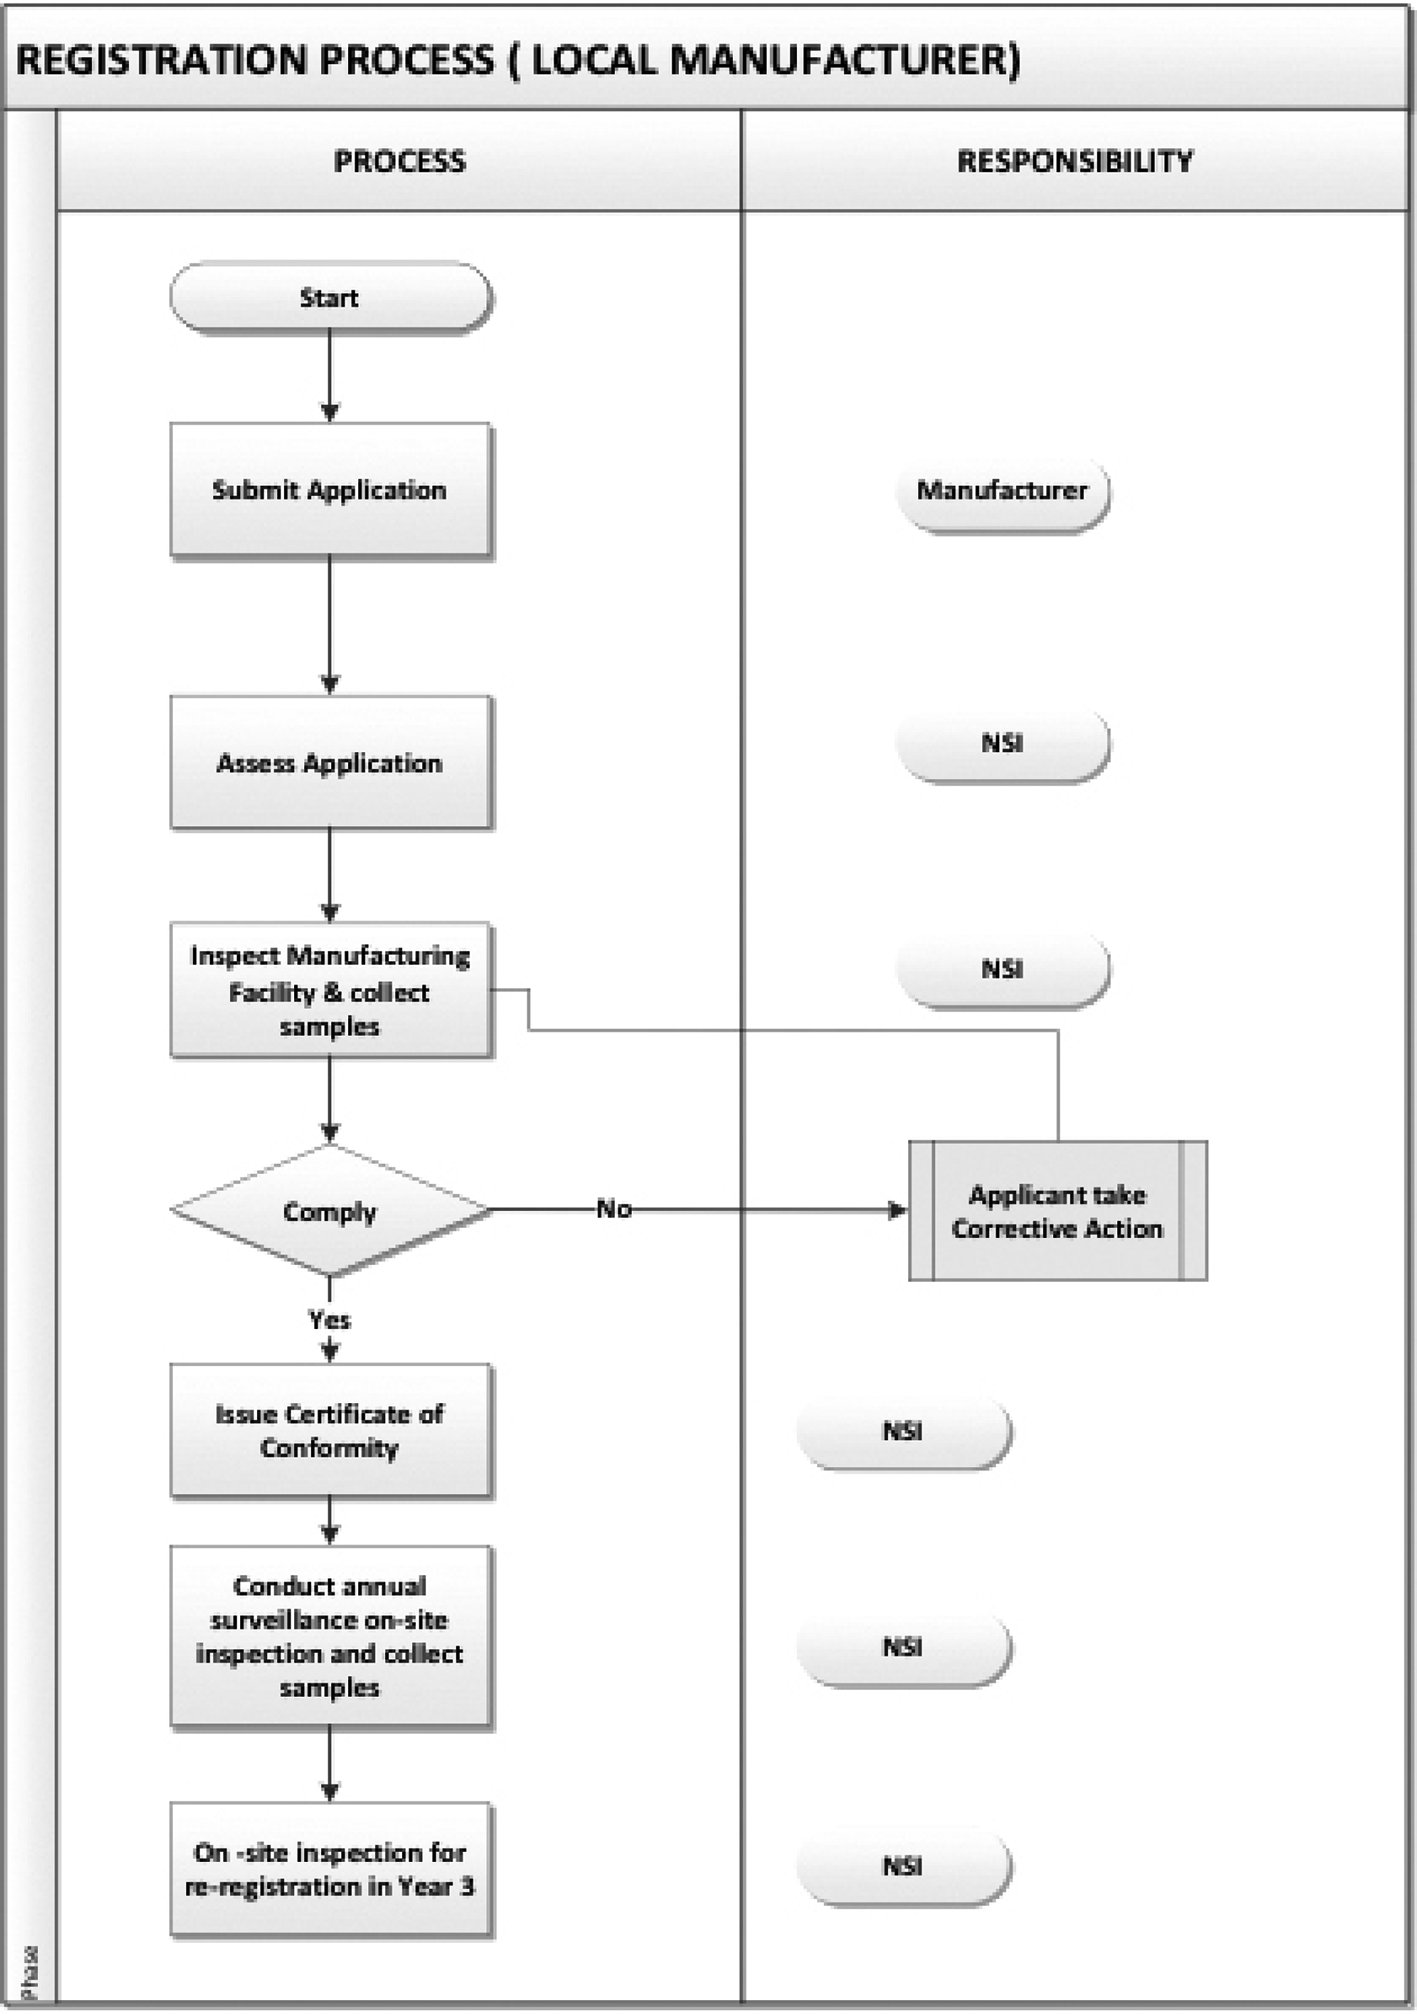 REGISTRATION PROCESS ( LOCAL MANUFACTURER)
PROCESS
RESPONSIBILITY
Start
Submit Application
Manufacturer
Assess Application
NSI
Inspect Manufacturing
Facility & collect
samples
NSI
Comply
No
Applicant take
Corrective Action
Yes
Issue Certificate of
Conformity
NSI
Conduct annual
surveillance on-site
inspection and collect
samples
NSI
On -site inspection for
re-registration in Year 3
NSI
Phase